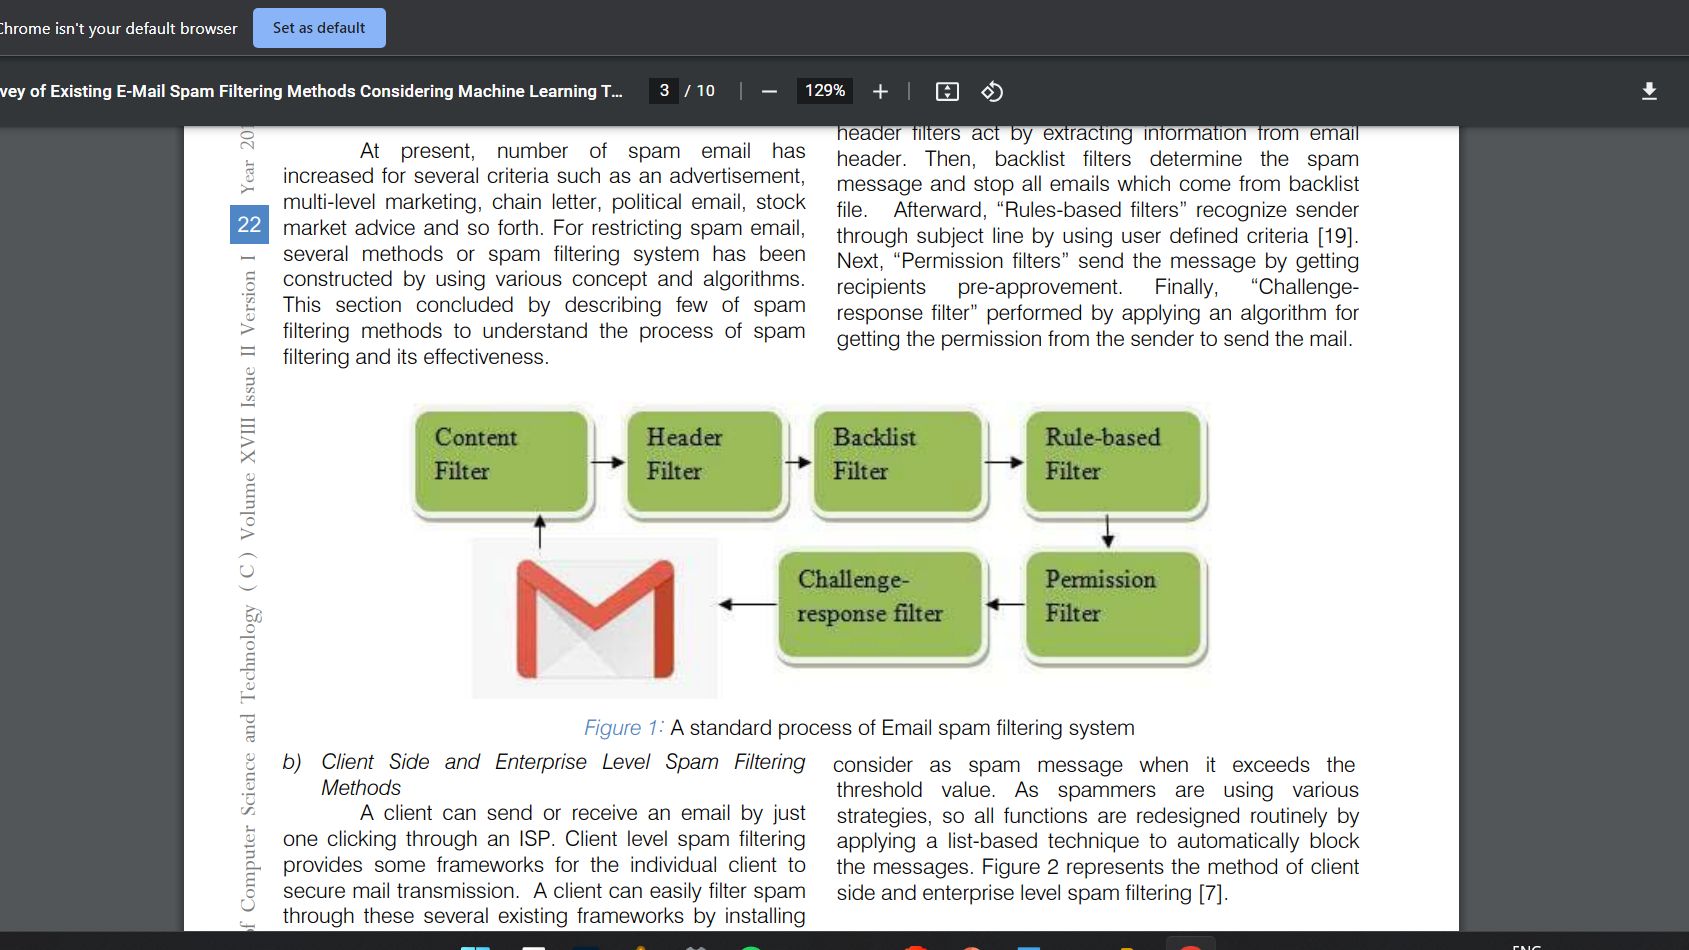 Chrome isn't your default browser
Set as default
vey of Existing E-Mail Spam Filtering Methods Considering Machine Learning T...
3 / 10
129%
Year 201
22
of Computer Science and Technology ( C ) Volume XVIII Issue II Version I
At present, number of spam email has
increased for several criteria such as an advertisement,
multi-level marketing, chain letter, political email, stock
market advice and so forth. For restricting spam email,
several methods or spam filtering system has been
constructed by using various concept and algorithms.
This section concluded by describing few of spam
filtering methods to understand the process of spam
filtering and its effectiveness.
header filters act by extracting information from email
header. Then, backlist filters determine the spam
message and stop all emails which come from backlist
file. Afterward, “Rules-based filters” recognize sender
through subject line by using user defined criteria [19].
Next, “Permission filters” send the message by getting
recipients pre-approvement. Finally, “Challenge-
response filter” performed by applying an algorithm for
getting the permission from the sender to send the mail.
Content
Filter
Header
Filter
Backlist
Filter
Rule-based
Filter
Challenge-
response filter
Permission
Filter
Figure 1: A standard process of Email spam filtering system
b) Client Side and Enterprise Level Spam Filtering
Methods
A client can send or receive an email by just
one clicking through an ISP. Client level spam filtering
provides some frameworks for the individual client to
secure mail transmission. A client can easily filter spam
through these several existing frameworks by installing
consider as spam message when it exceeds the
threshold value. As spammers are using various
strategies, so all functions are redesigned routinely by
applying a list-based technique to automatically block
the messages. Figure 2 represents the method of client
side and enterprise level spam filtering [7].
ENG